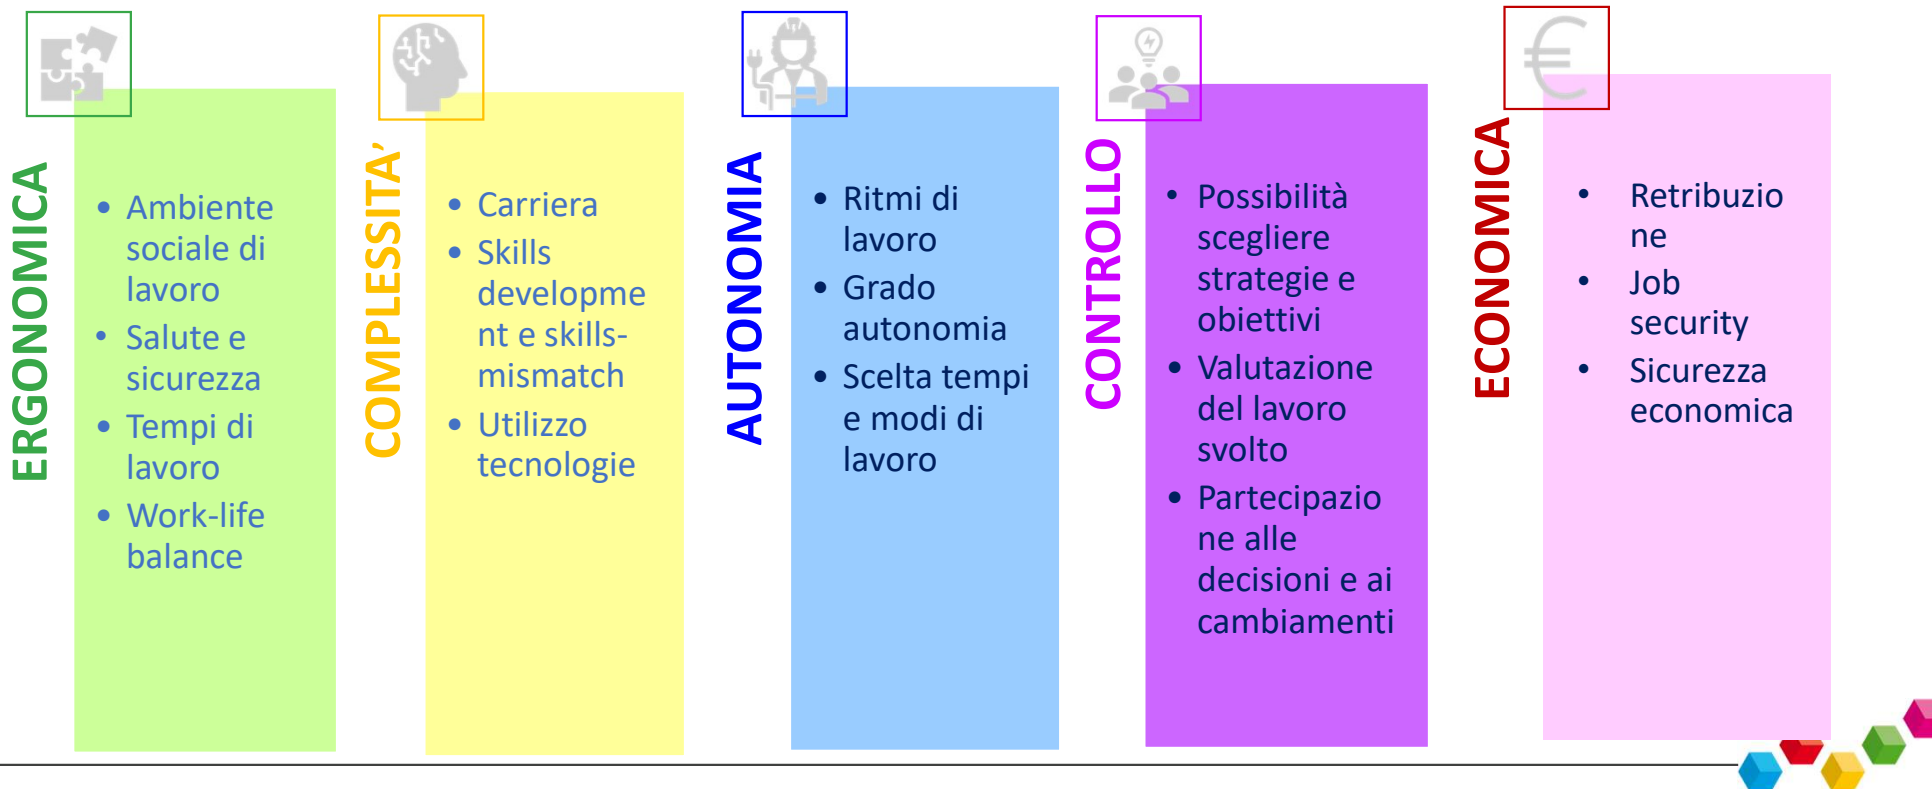 ERGONOMICA
• Ambiente
sociale di
lavoro
• Salute e
sicurezza
• Tempi di
lavoro
• Work-life
balance
COMPLESSITA’
• Carriera
• Skills
developme
nt e skills-
mismatch
• Utilizzo
tecnologie
AUTONOMIA
• Ritmi di
lavoro
• Grado
autonomia
• Scelta tempi
e modi di
lavoro
CONTROLLO
• Possibilità
scegliere
strategie e
obiettivi
• Valutazione
del lavoro
svolto
• Partecipazio
ne alle
decisioni e ai
cambiamenti
ECONOMICA
€
• Retribuzio
ne
• Job
security
• Sicurezza
economica